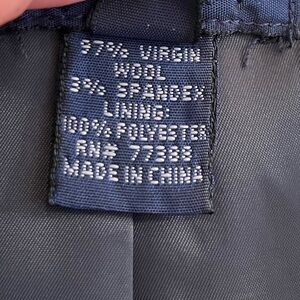 97% VIRGIN
WOOL
3% SPANDEX
LINING:
100% POLYESTER
RN# 77388
MADE IN CHINA